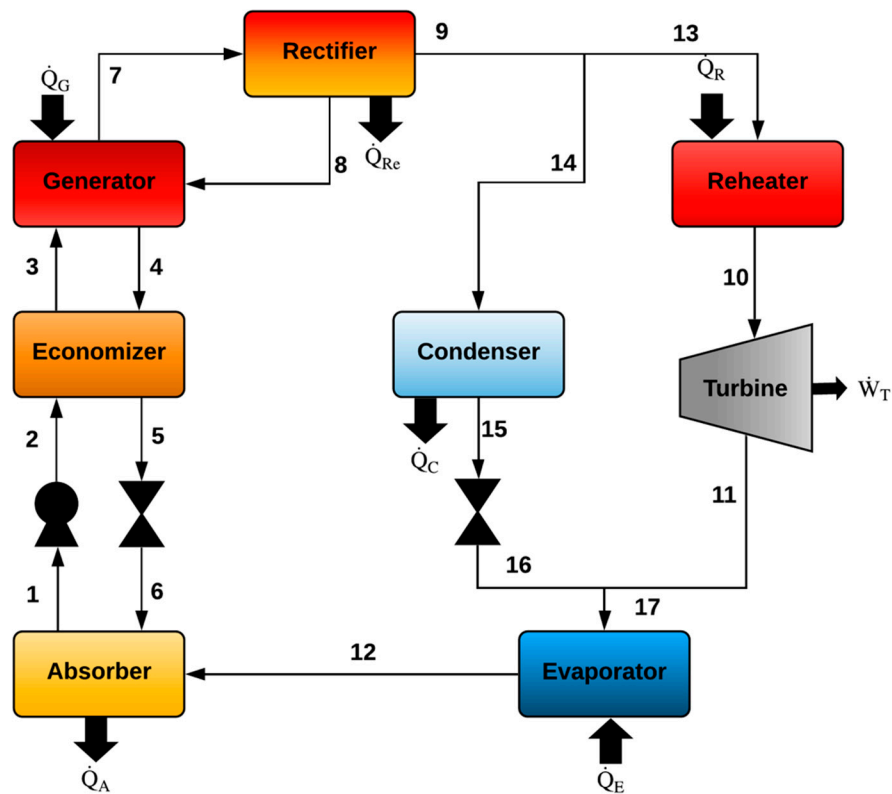 9
13
Rectifier
7
Q̇G
Q̇R
Q̇Re
8
14
Generator
Reheater
3
4
10
Economizer
Condenser
Turbine
ẆT
2
5
15
Q̇C
11
16
1
6
17
12
Absorber
Evaporator
Q̇A
Q̇E